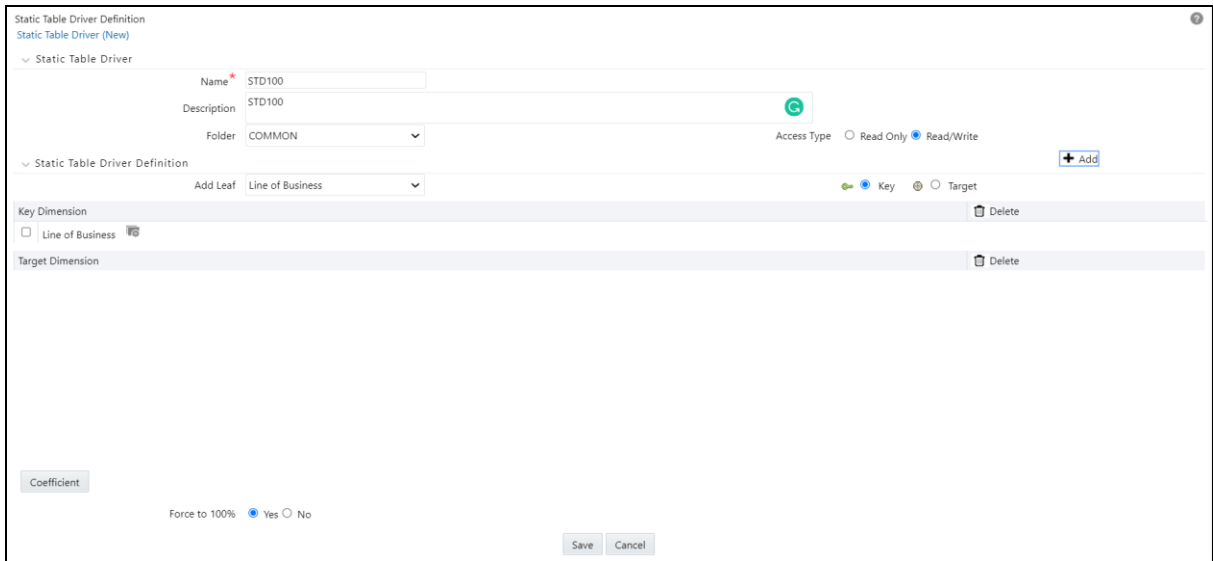 Static Table Driver Definition
Static Table Driver (New)
Static Table Driver
Name* STD100
Description STD100
Folder COMMON Access Type Read Only Read/Write
Static Table Driver Definition + Add
Add Leaf Line of Business Key Target
Key Dimension Delete
Line of Business
Target Dimension Delete
Coefficient
Force to 100% Yes No
Save Cancel